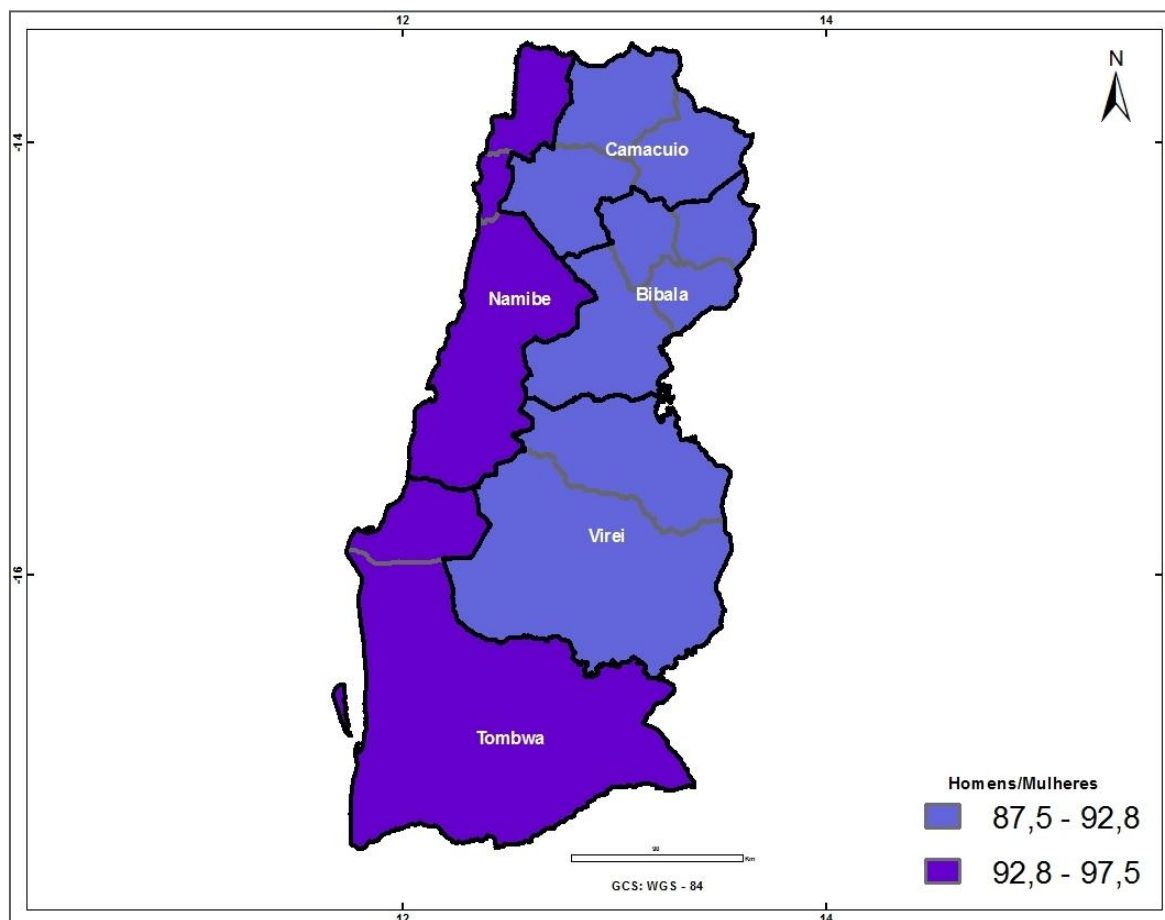 12 14
N
-14 Camacuio
Namibe Bibala
Virei
-16
Tombwa
Homens/Mulheres
87,5 - 92,8
92,8 - 97,5
90
Km
GCS: WGS - 84
12 14